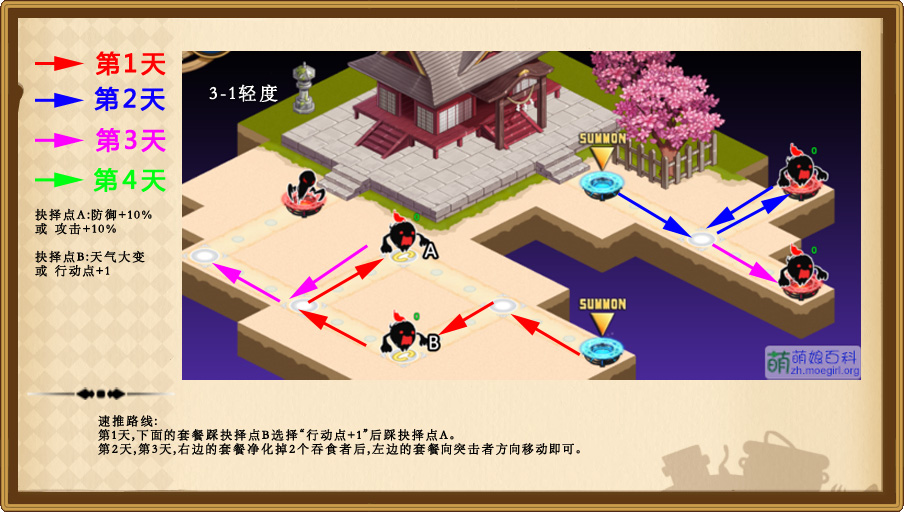 第1天
第2天
第3天
第4天
抉择点A:防御+10%
或 攻击+10%
抉择点B:天气大变
或 行动点+1
3-1轻度
SUMMON
0
0
A
0
SUMMON
0
B
萌 萌娘百科
zh.moegirl.org
速推路线:
第1天,下面的套餐踩抉择点B选择“行动点+1”后踩抉择点A。
第2天,第3天,右边的套餐净化掉2个吞食者后,左边的套餐向突击者方向移动即可。